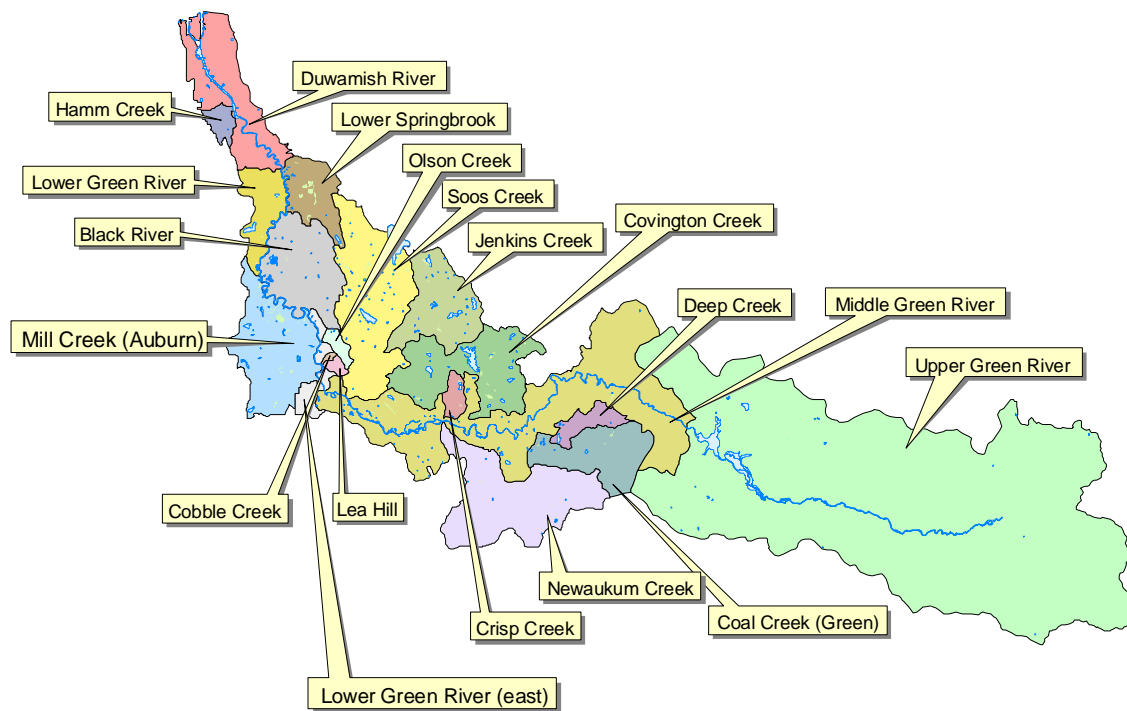 Duwamish River
Hamm Creek
Lower Springbrook
Olson Creek
Lower Green River
Soos Creek
Covington Creek
Black River
Jenkins Creek
Deep Creek
Middle Green River
Mill Creek (Auburn)
Upper Green River
Cobble Creek
Lea Hill
Newaukum Creek
Crisp Creek
Coal Creek (Green)
Lower Green River (east)